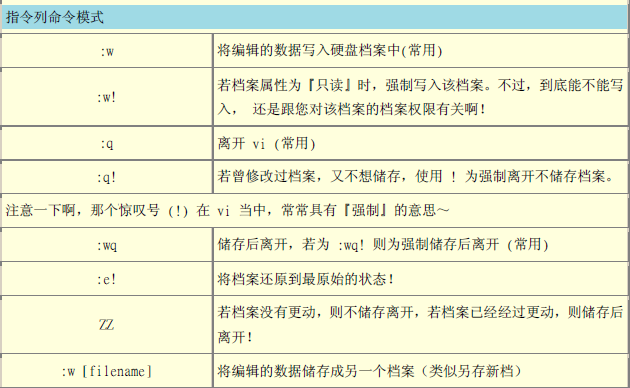 指令列命令模式
:w
将编辑的数据写入硬盘档案中(常用)
:w!
若档案属性为『只读』时，强制写入该档案。不过，到底能不能写
入， 还是跟您对该档案的档案权限有关啊！
:q
离开 vi (常用)
:q!
若曾修改过档案，又不想储存，使用 ! 为强制离开不储存档案。
注意一下啊，那个惊叹号 (!) 在 vi 当中，常常具有『强制』的意思～
:wq
储存后离开，若为 :wq! 则为强制储存后离开 (常用)
:e!
将档案还原到最原始的状态！
ZZ
若档案没有更动，则不储存离开，若档案已经经过更动，则储存后
离开！
:w [filename]
将编辑的数据储存成另一个档案（类似另存新档）